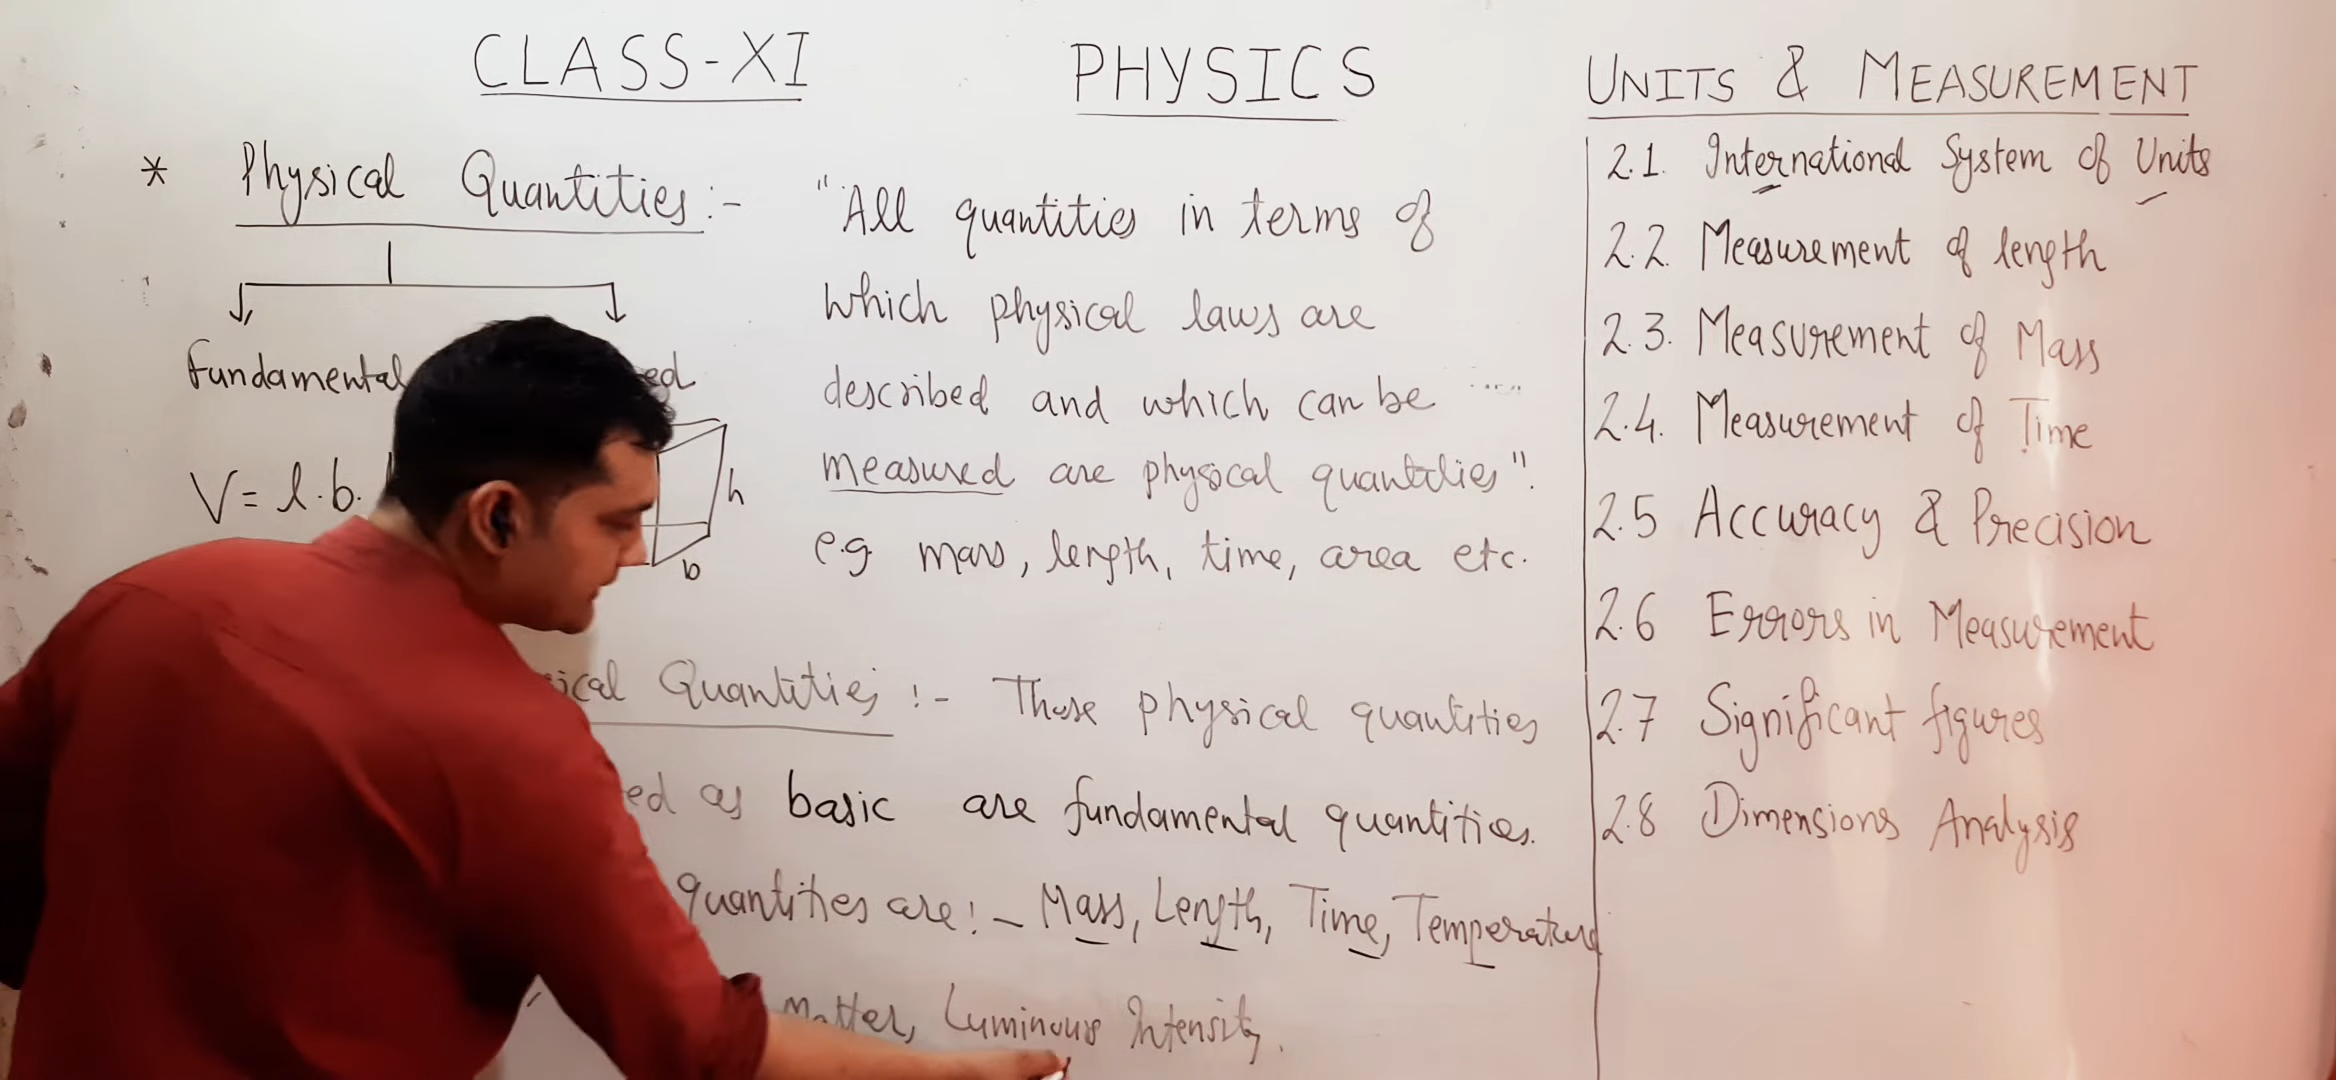 CLASS-XI
PHYSICS
UNITS & MEASUREMENT
* Physical Quantities :-
fundamental
V = l.b.
h
b
"All quantities in terms of
which physical laws are
described and which can be
measured are physical quantities".
e.g mass, length, time, area etc.
Quantities :- Those physical quantities
as basic are fundamental quantities.
quantities are :- Mass, Length, Time, Temperature
Matter, Luminous Intensity.
2.1. International System of Units
2.2. Measurement of length
2.3. Measurement of Mass
2.4. Measurement of Time
2.5 Accuracy & Precision
2.6 Errors in Measurement
2.7 Significant figures
2.8 Dimensions Analysis